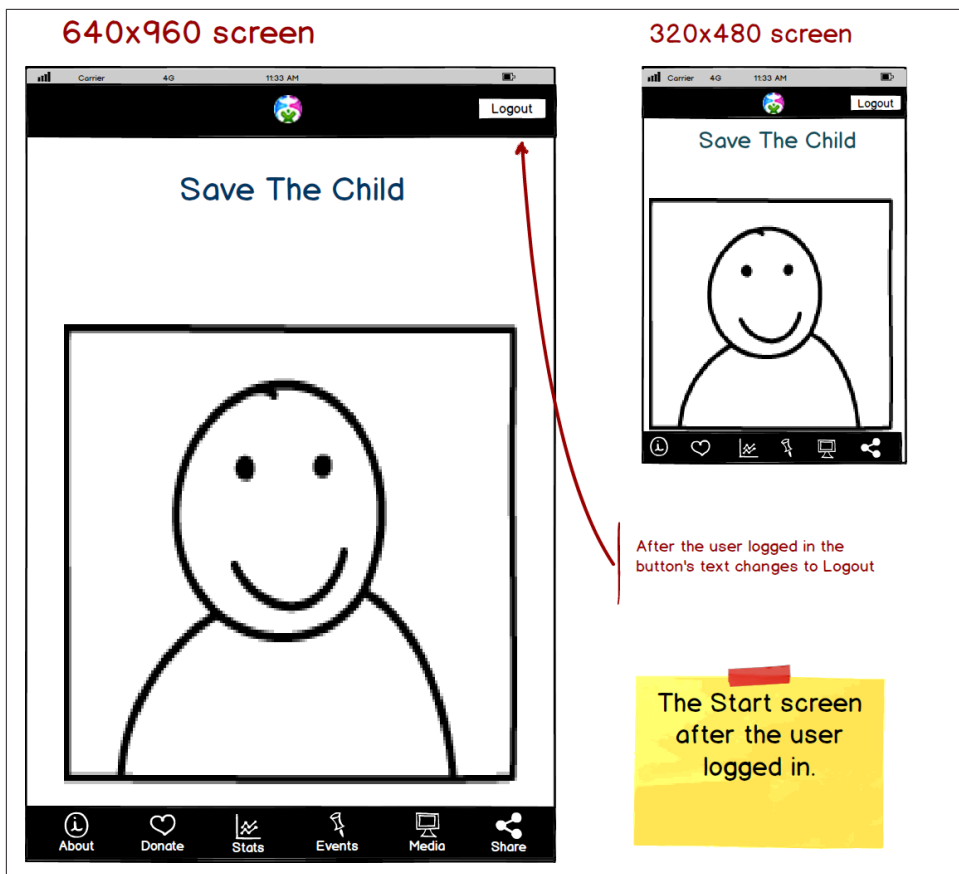 640x960 screen
Carrier 4G 11:33 AM
Logout
Save The Child
About Donate Stats Events Media Share
320x480 screen
Carrier 4G 11:33 AM
Logout
Save The Child
After the user logged in the
button's text changes to Logout
The Start screen
after the user
logged in.